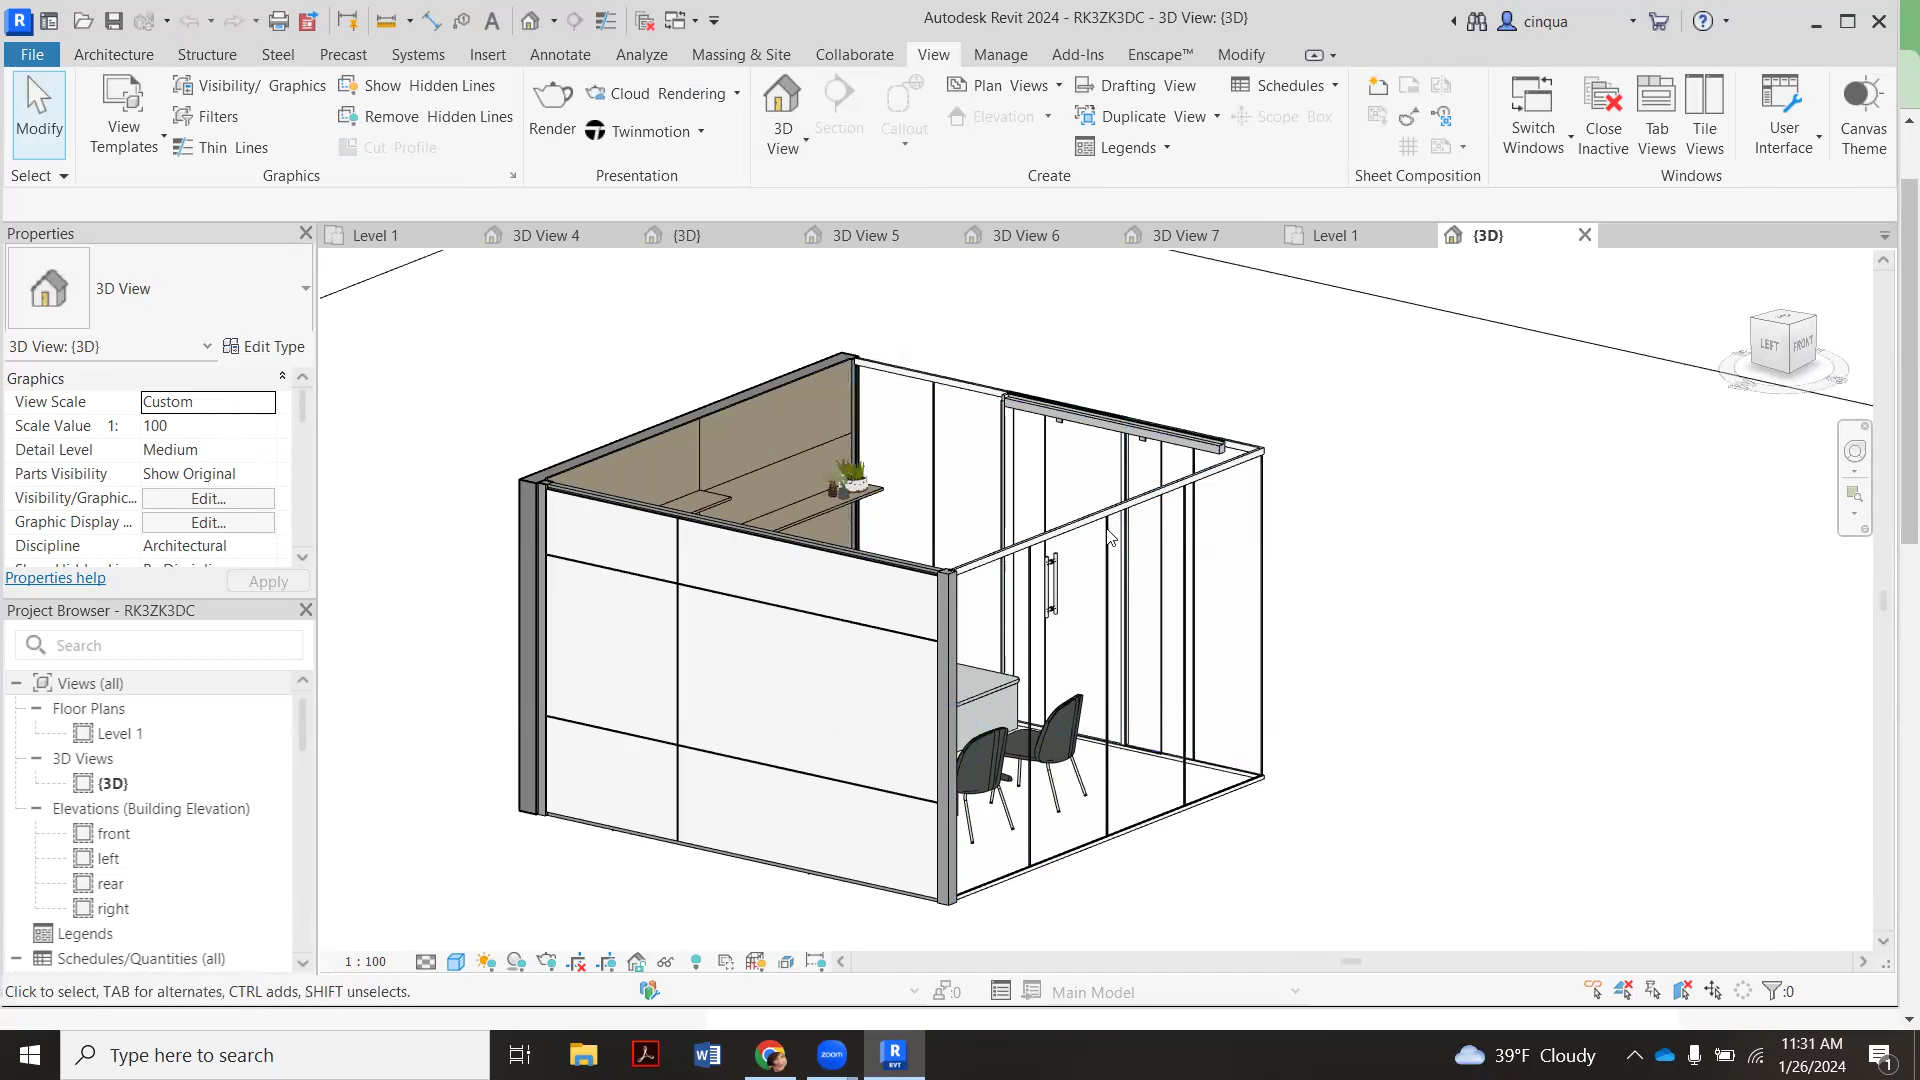 Autodesk Revit 2024 - RK3ZK3DC - 3D View: {3D}
cinqua
File Architecture Structure Steel Precast Systems Insert Annotate Analyze Massing & Site Collaborate View Manage Add-Ins Enscape™ Modify
Modify
View
Templates
Visibility/ Graphics
Filters
Thin Lines
Show Hidden Lines
Remove Hidden Lines
Cut Profile
Render
Cloud Rendering
Twinmotion
3D
View
Section
Callout
Plan Views
Elevation
Drafting View
Duplicate View
Legends
Schedules
Scope Box
Switch
Windows
Close
Inactive
Tab
Views
Tile
Views
User
Interface
Canvas
Theme
Select
Graphics
Presentation
Create
Sheet Composition
Windows
Properties
Level 1
3D View 4
{3D}
3D View 5
3D View 6
3D View 7
Level 1
{3D}
3D View
3D View: {3D}
Edit Type
Graphics
View Scale Custom
Scale Value 1: 100
Detail Level Medium
Parts Visibility Show Original
Visibility/Graphic... Edit...
Graphic Display ... Edit...
Discipline Architectural
Properties help
Apply
Project Browser - RK3ZK3DC
Search
Views (all)
Floor Plans
Level 1
3D Views
{3D}
Elevations (Building Elevation)
front
left
rear
right
Legends
Schedules/Quantities (all)
LEFT
FRONT
1 : 100
Click to select, TAB for alternates, CTRL adds, SHIFT unselects.
:0
Main Model
:0
Type here to search
39°F Cloudy
11:31 AM
1/26/2024
1